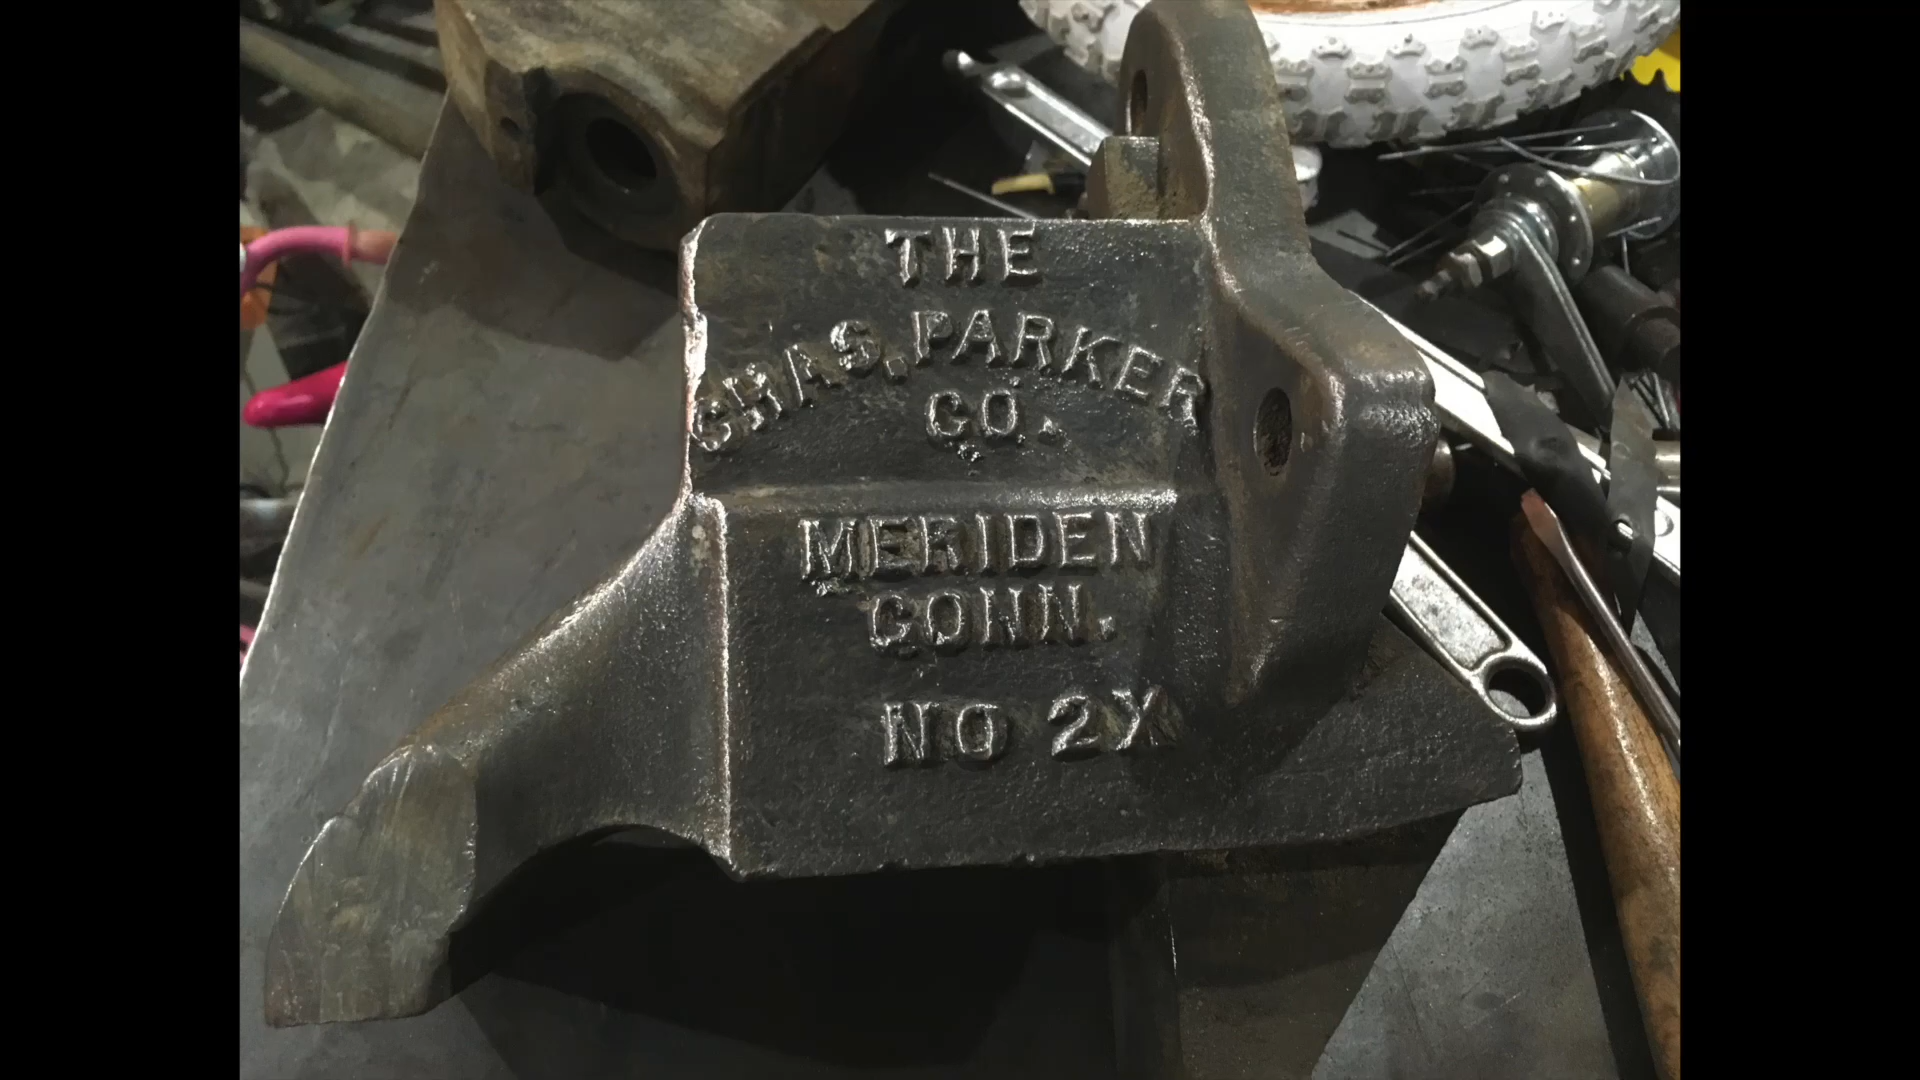 THE
CHAS. PARKER
CO.
MERIDEN
CONN.
NO 2X